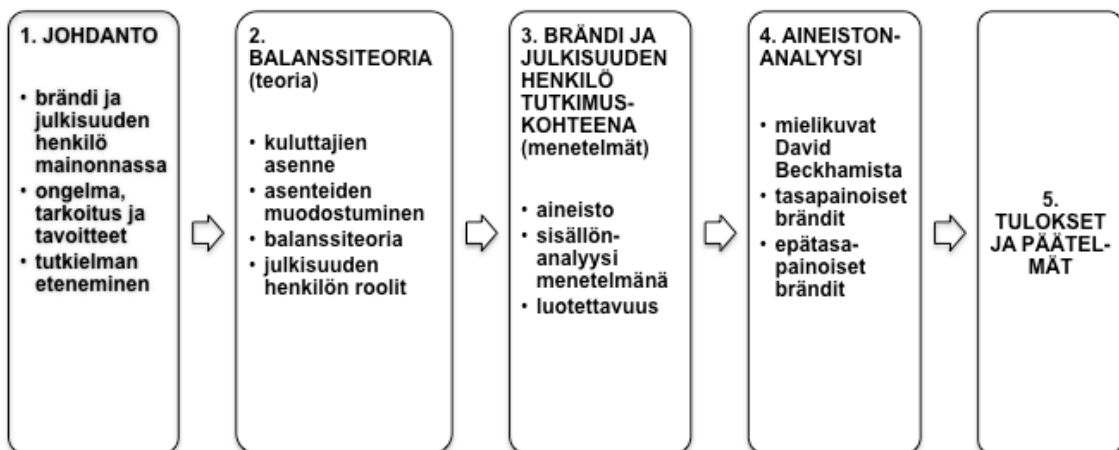 1. JOHDANTO
• brändi ja
julkisuuden
henkilö
mainonnassa
• ongelma,
tarkoitus ja
tavoitteet
• tutkielman
eteneminen
2.
BALANSSITEORIA
(teoria)
• kuluttajien
asenne
• asenteiden
muodostuminen
• balanssiteoria
• julkisuuden
henkilön roolit
3. BRÄNDI JA
JULKISUUDEN
HENKILÖ
TUTKIMUS-
KOHTEENA
(menetelmät)
• aineisto
• sisällön-
analyysi
menetelmänä
• luotettavuus
4. AINEISTON-
ANALYYSI
• mielikuvat
David
Beckhamista
• tasapainoiset
brändit
• epätasa-
painoiset
brändit
5.
TULOKSET
JA PÄÄTEL-
MÄT